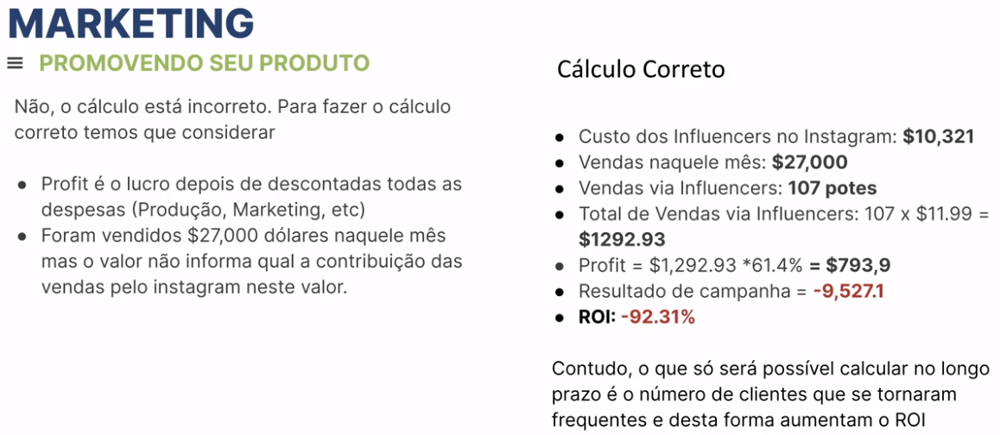 MARKETING
PROMOVENDO SEU PRODUTO
Não, o cálculo está incorreto. Para fazer o cálculo
correto temos que considerar
● Profit é o lucro depois de descontadas todas as
despesas (Produção, Marketing, etc)
● Foram vendidos $27,000 dólares naquele mês
mas o valor não informa qual a contribuição das
vendas pelo instagram neste valor.
Cálculo Correto
● Custo dos Influencers no Instagram: $10,321
● Vendas naquele mês: $27,000
● Vendas via Influencers: 107 potes
● Total de Vendas via Influencers: 107 x $11.99 =
$1292.93
● Profit = $1,292.93 *61.4% = $793,9
● Resultado de campanha = -9,527.1
● ROI: -92.31%
Contudo, o que só será possível calcular no longo
prazo é o número de clientes que se tornaram
frequentes e desta forma aumentam o ROI